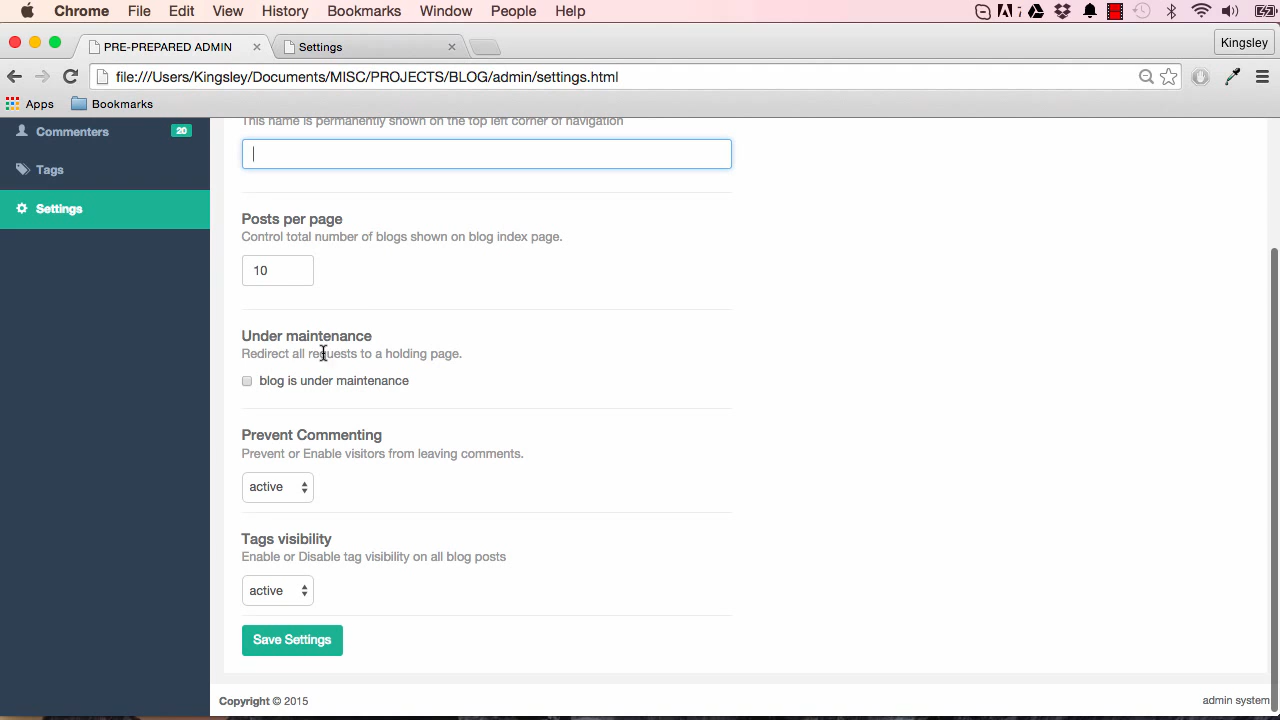 Chrome File Edit View History Bookmarks Window People Help
7
PRE-PREPARED ADMIN
Settings
Kingsley
file:///Users/Kingsley/Documents/MISC/PROJECTS/BLOG/admin/settings.html
Apps Bookmarks
Commenters 20
Tags
Settings
This name is permanently shown on the top left corner of navigation
Posts per page
Control total number of blogs shown on blog index page.
10
Under maintenance
Redirect all requests to a holding page.
blog is under maintenance
Prevent Commenting
Prevent or Enable visitors from leaving comments.
active
Tags visibility
Enable or Disable tag visibility on all blog posts
active
Save Settings
Copyright © 2015
admin system